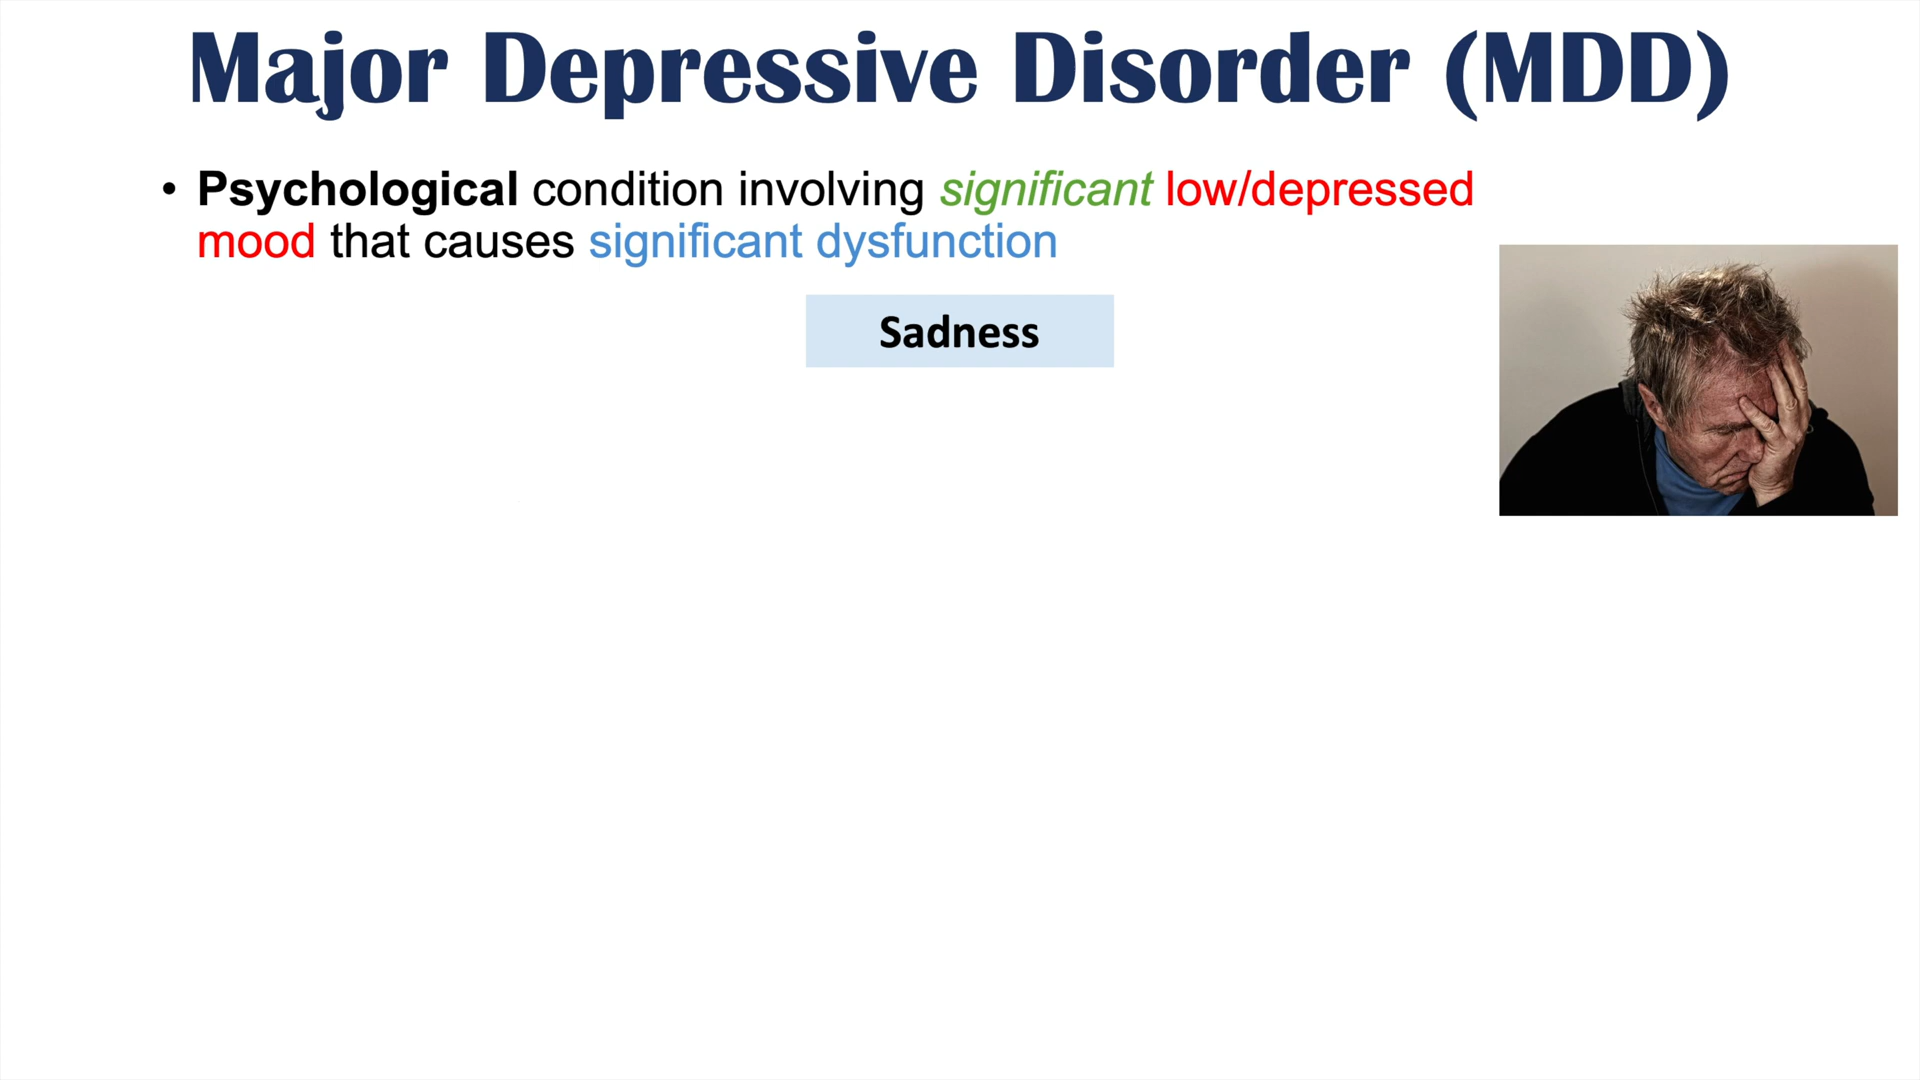 Major Depressive Disorder (MDD)
• Psychological condition involving significant low/depressed
mood that causes significant dysfunction
Sadness